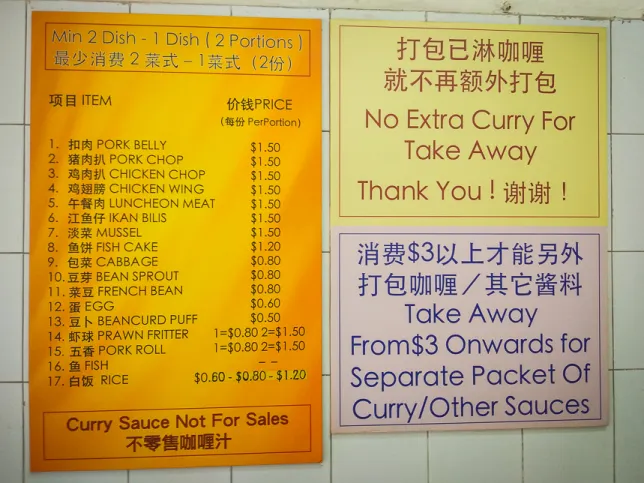 Min 2 Dish - 1 Dish ( 2 Portions )
最少消费 2 菜式 – 1菜式（2份）
项目 ITEM 价钱PRICE
(每份 PerPortion)
1. 扣肉 PORK BELLY $1.50
2. 猪肉扒 PORK CHOP $1.50
3. 鸡肉扒 CHICKEN CHOP $1.50
4. 鸡翅膀 CHICKEN WING $1.50
5. 午餐肉 LUNCHEON MEAT $1.50
6. 江鱼仔 IKAN BILIS $1.50
7. 淡菜 MUSSEL $1.50
8. 鱼饼 FISH CAKE $1.20
9. 包菜 CABBAGE $0.80
10. 豆芽 BEAN SPROUT $0.80
11. 菜豆 FRENCH BEAN $0.80
12. 蛋 EGG $0.60
13. 豆卜 BEANCURD PUFF $0.50
14. 虾球 PRAWN FRITTER 1=$0.80 2=$1.50
15. 五香 PORK ROLL 1=$0.80 2=$1.50
16. 鱼 FISH – –
17. 白饭 RICE $0.60 - $0.80 - $1.20
Curry Sauce Not For Sales
不零售咖喱汁
打包已淋咖喱
就不再额外打包
No Extra Curry For
Take Away
Thank You ! 谢谢！
消费$3以上才能另外
打包咖喱／其它酱料
Take Away
From$3 Onwards for
Separate Packet Of
Curry/Other Sauces